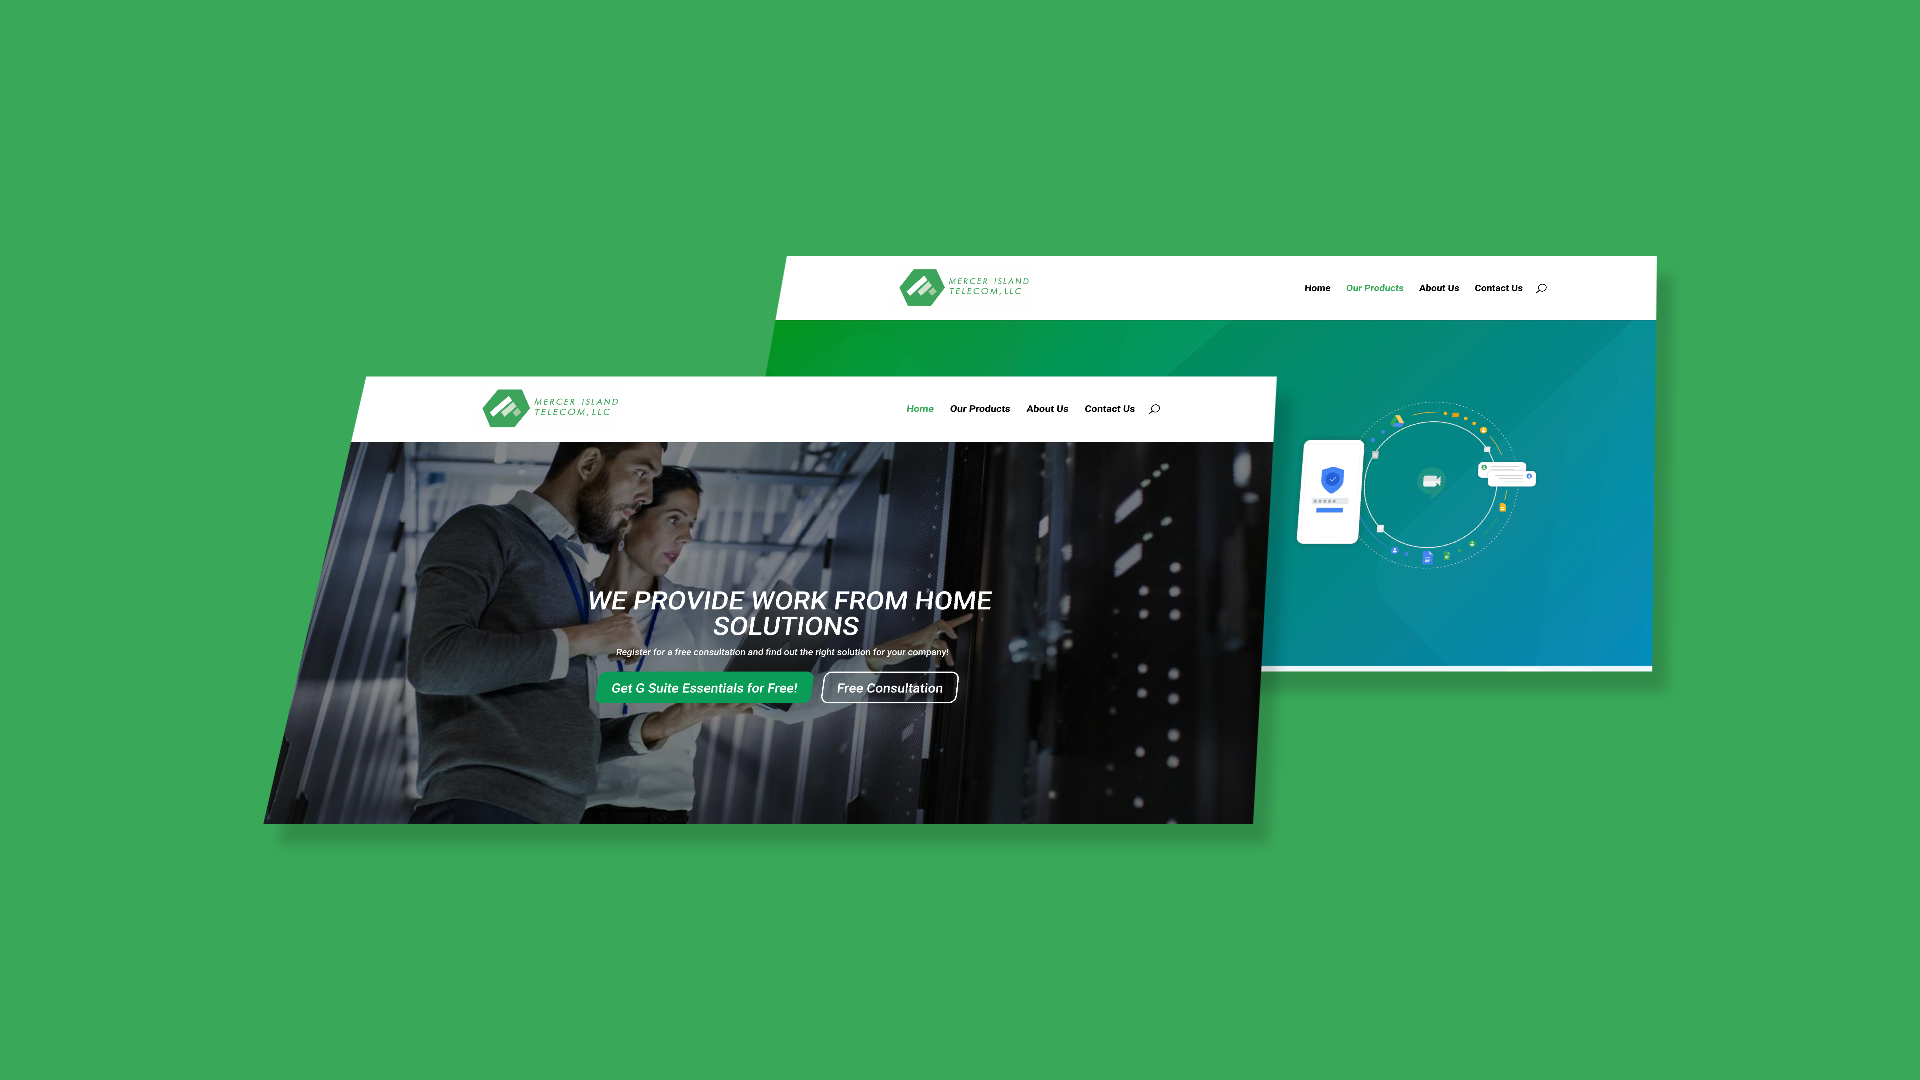 MERCER ISLAND
TELECOM, LLC
Home Our Products About Us Contact Us
MERCER ISLAND
TELECOM, LLC
Home Our Products About Us Contact Us
WE PROVIDE WORK FROM HOME
SOLUTIONS
Register for a free consultation and find out the right solution for your company!
Get G Suite Essentials for Free! Free Consultation